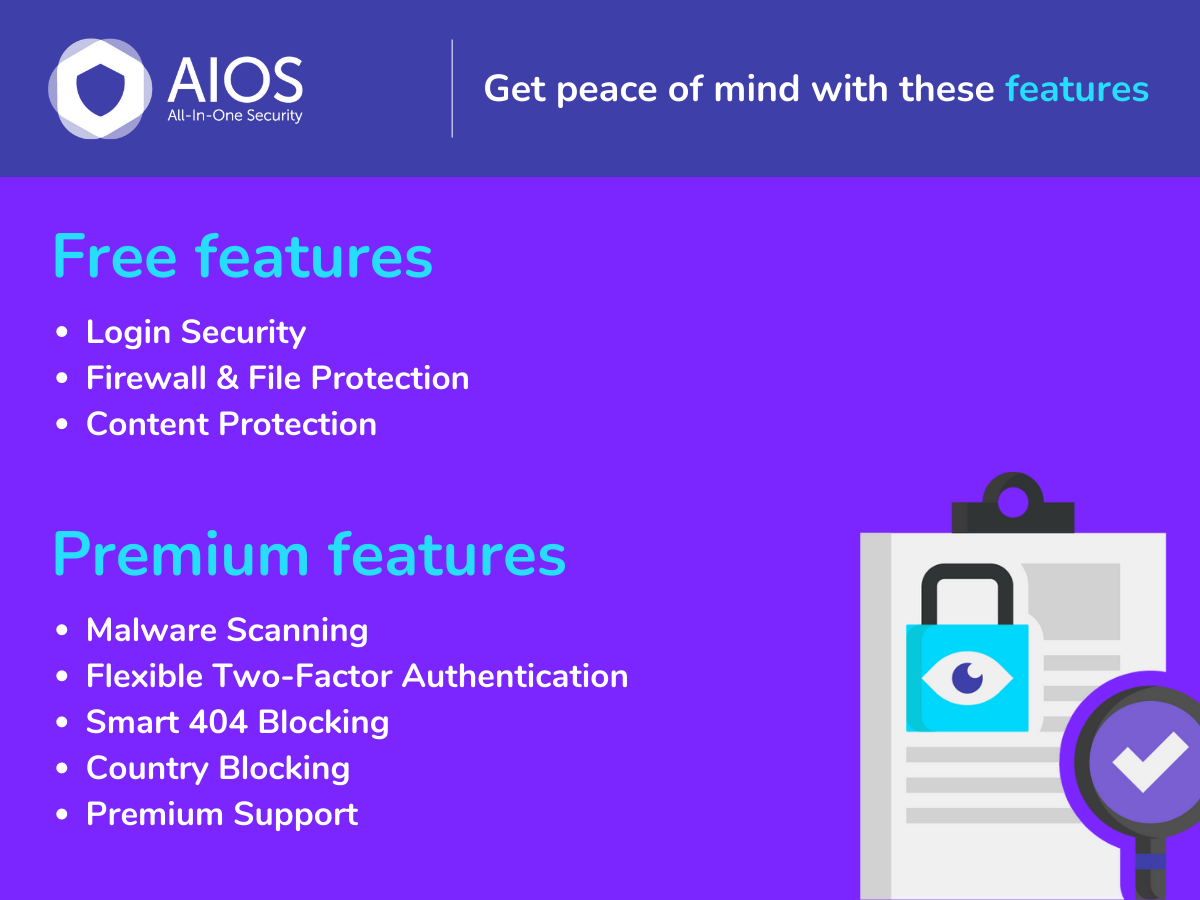 AIOS
All-In-One Security
Get peace of mind with these features
Free features
• Login Security
• Firewall & File Protection
• Content Protection
Premium features
• Malware Scanning
• Flexible Two-Factor Authentication
• Smart 404 Blocking
• Country Blocking
• Premium Support